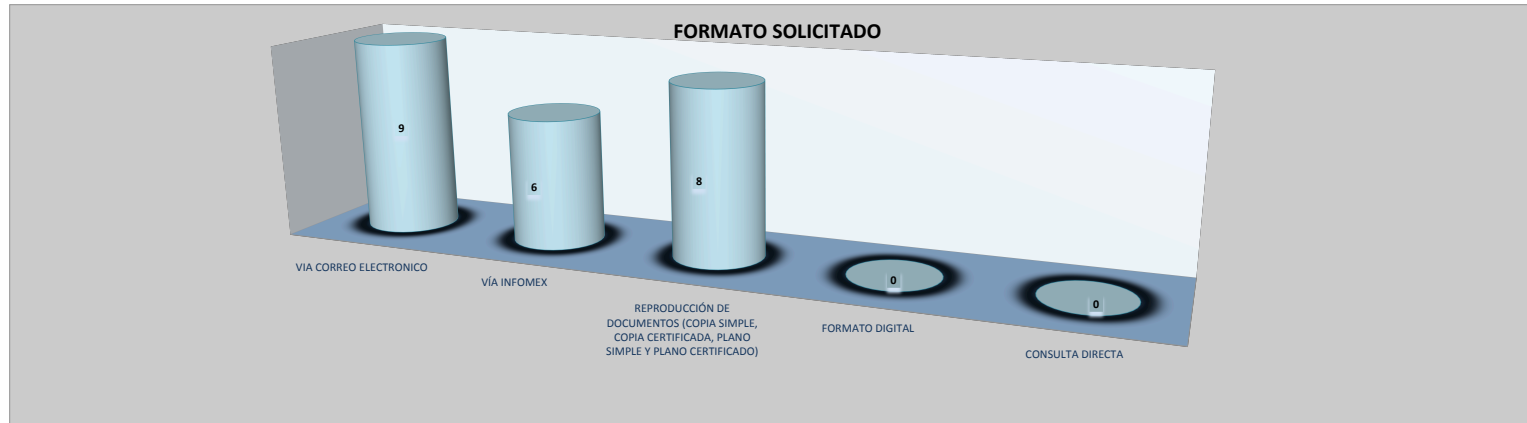 FORMATO SOLICITADO
9
6
8
0
0
VIA CORREO ELECTRONICO
VÍA INFOMEX
REPRODUCCIÓN DE
DOCUMENTOS (COPIA SIMPLE,
COPIA CERTIFICADA, PLANO
SIMPLE Y PLANO CERTIFICADO)
FORMATO DIGITAL
CONSULTA DIRECTA